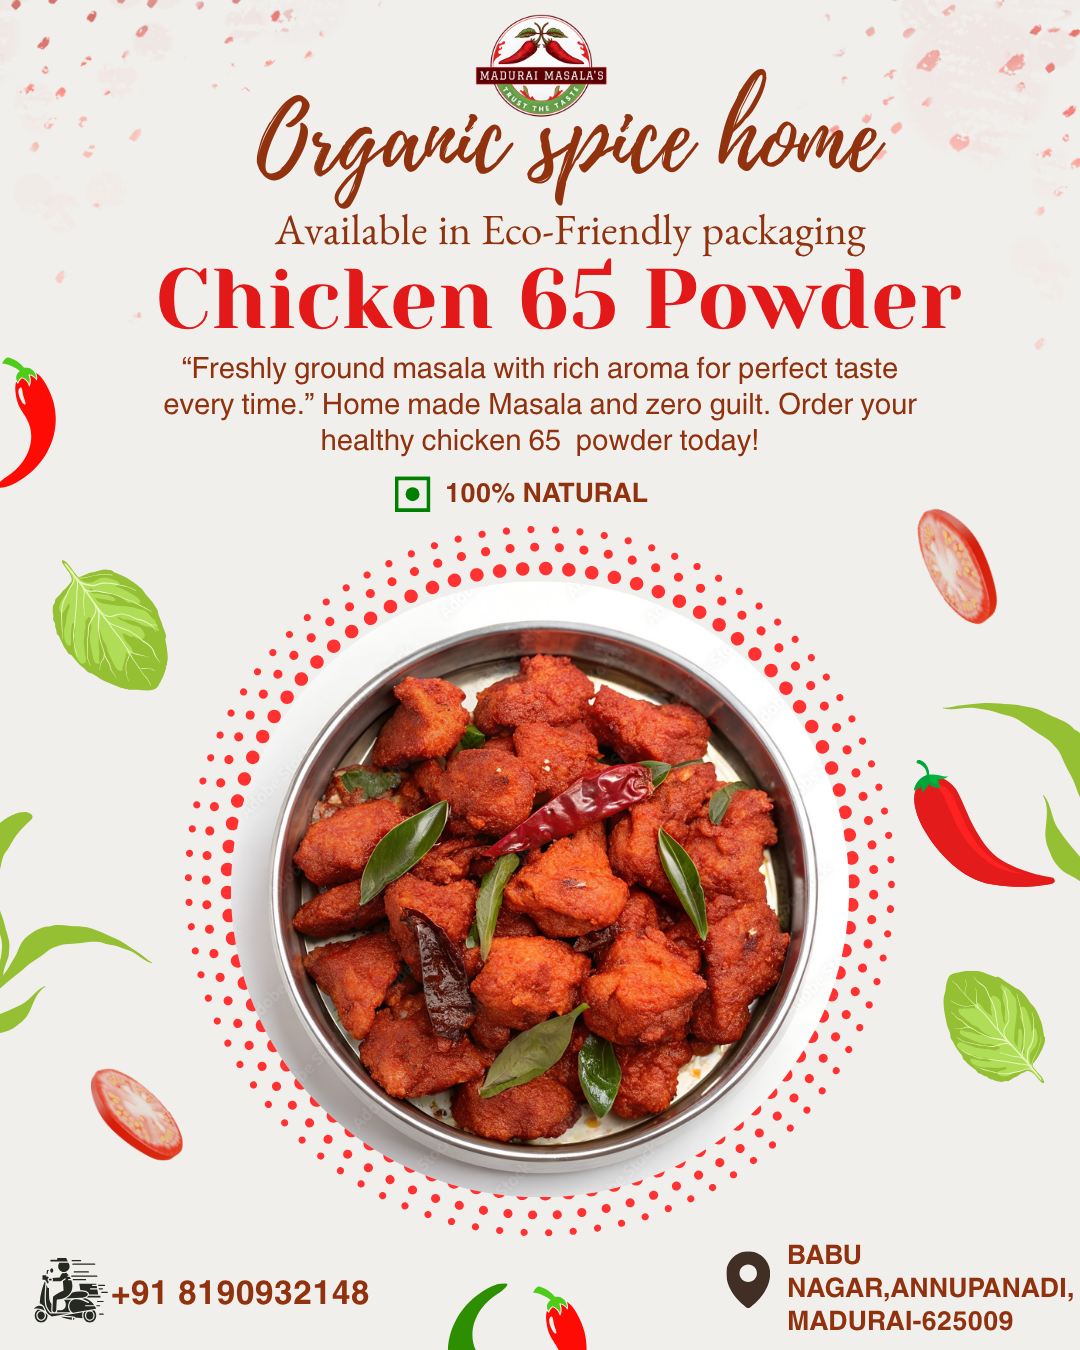 MADURAI MASALA'S
TRUST THE TASTE
Organic spice home
Available in Eco-Friendly packaging
Chicken 65 Powder
“Freshly ground masala with rich aroma for perfect taste
every time.” Home made Masala and zero guilt. Order your
healthy chicken 65 powder today!
100% NATURAL
+91 8190932148
BABU
NAGAR,ANNUPANADI,
MADURAI-625009